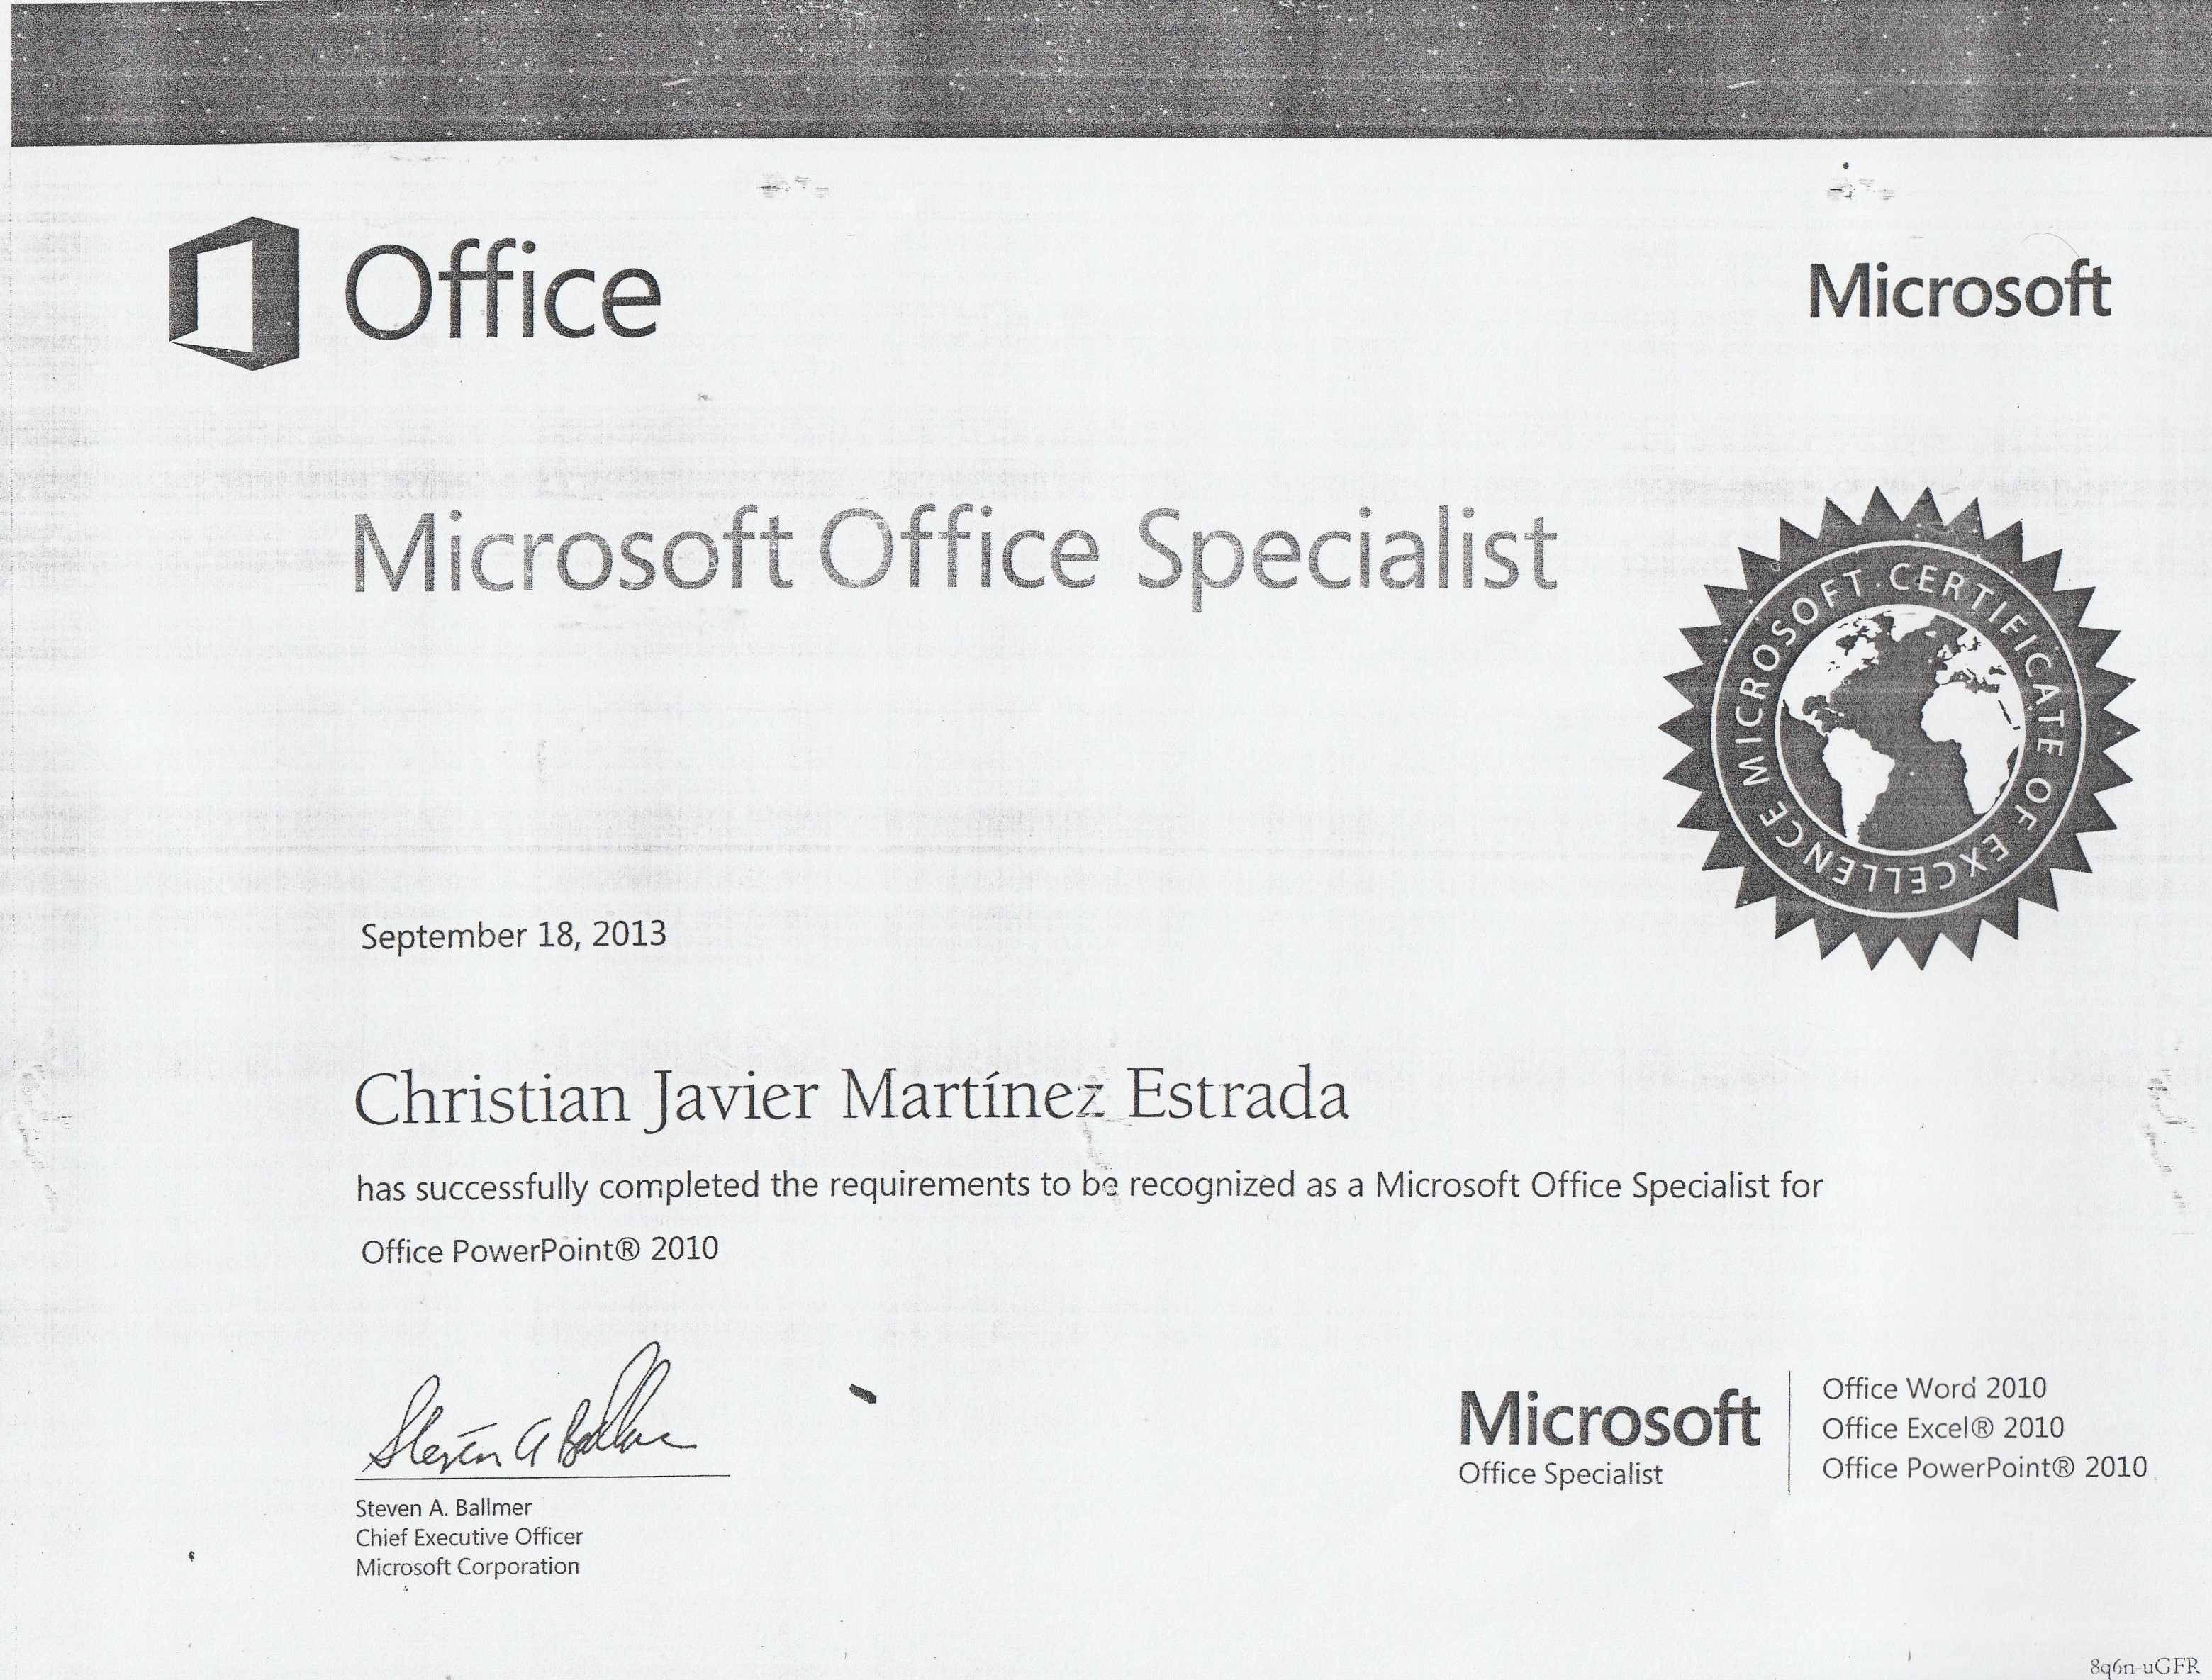 Office
Microsoft
Microsoft Office Specialist
MICROSOFT · CERTIFICATE OF EXCELLENCE
September 18, 2013
Christian Javier Martínez Estrada
has successfully completed the requirements to be recognized as a Microsoft Office Specialist for
Office PowerPoint® 2010
Steven A Ballmer
Steven A. Ballmer
Chief Executive Officer
Microsoft Corporation
Microsoft
Office Specialist
Office Word 2010
Office Excel® 2010
Office PowerPoint® 2010
8q6n-uGFR